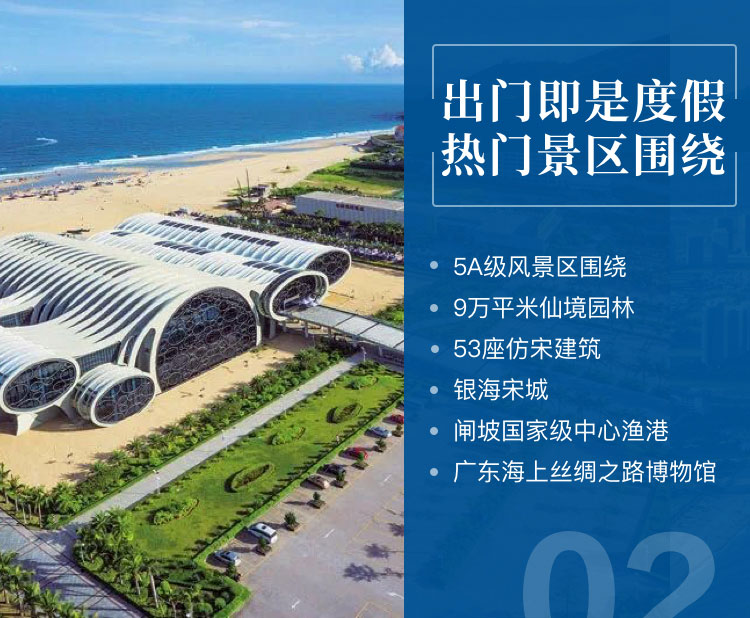 出门即是度假
热门景区围绕
5A级风景区围绕
9万平米仙境园林
53座仿宋建筑
银海宋城
闸坡国家级中心渔港
广东海上丝绸之路博物馆
02